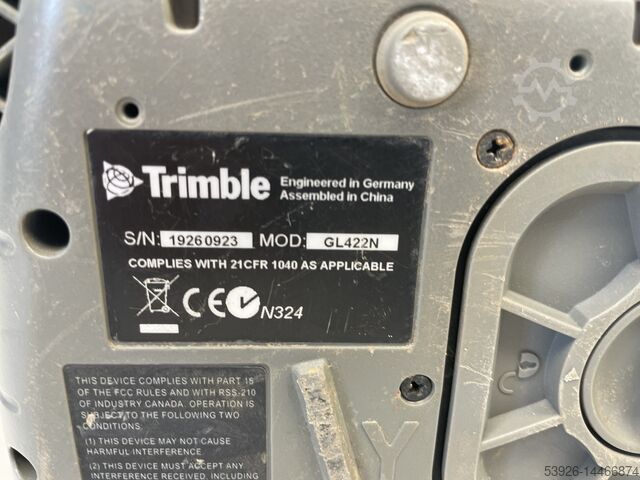 Trimble
Engineered in Germany
Assembled in China
S/N: 19260923 MOD: GL422N
COMPLIES WITH 21CFR 1040 AS APPLICABLE
CE N324
THIS DEVICE COMPLIES WITH PART 15
OF THE FCC RULES AND WITH RSS-210
OF INDUSTRY CANADA. OPERATION IS
SUBJECT TO THE FOLLOWING TWO
CONDITIONS:
(1) THIS DEVICE MAY NOT CAUSE
HARMFUL INTERFERENCE
(2) THIS DEVICE MUST ACCEPT ANY
INTERFERENCE RECEIVED, INCLUDING
Y
53926-14466874